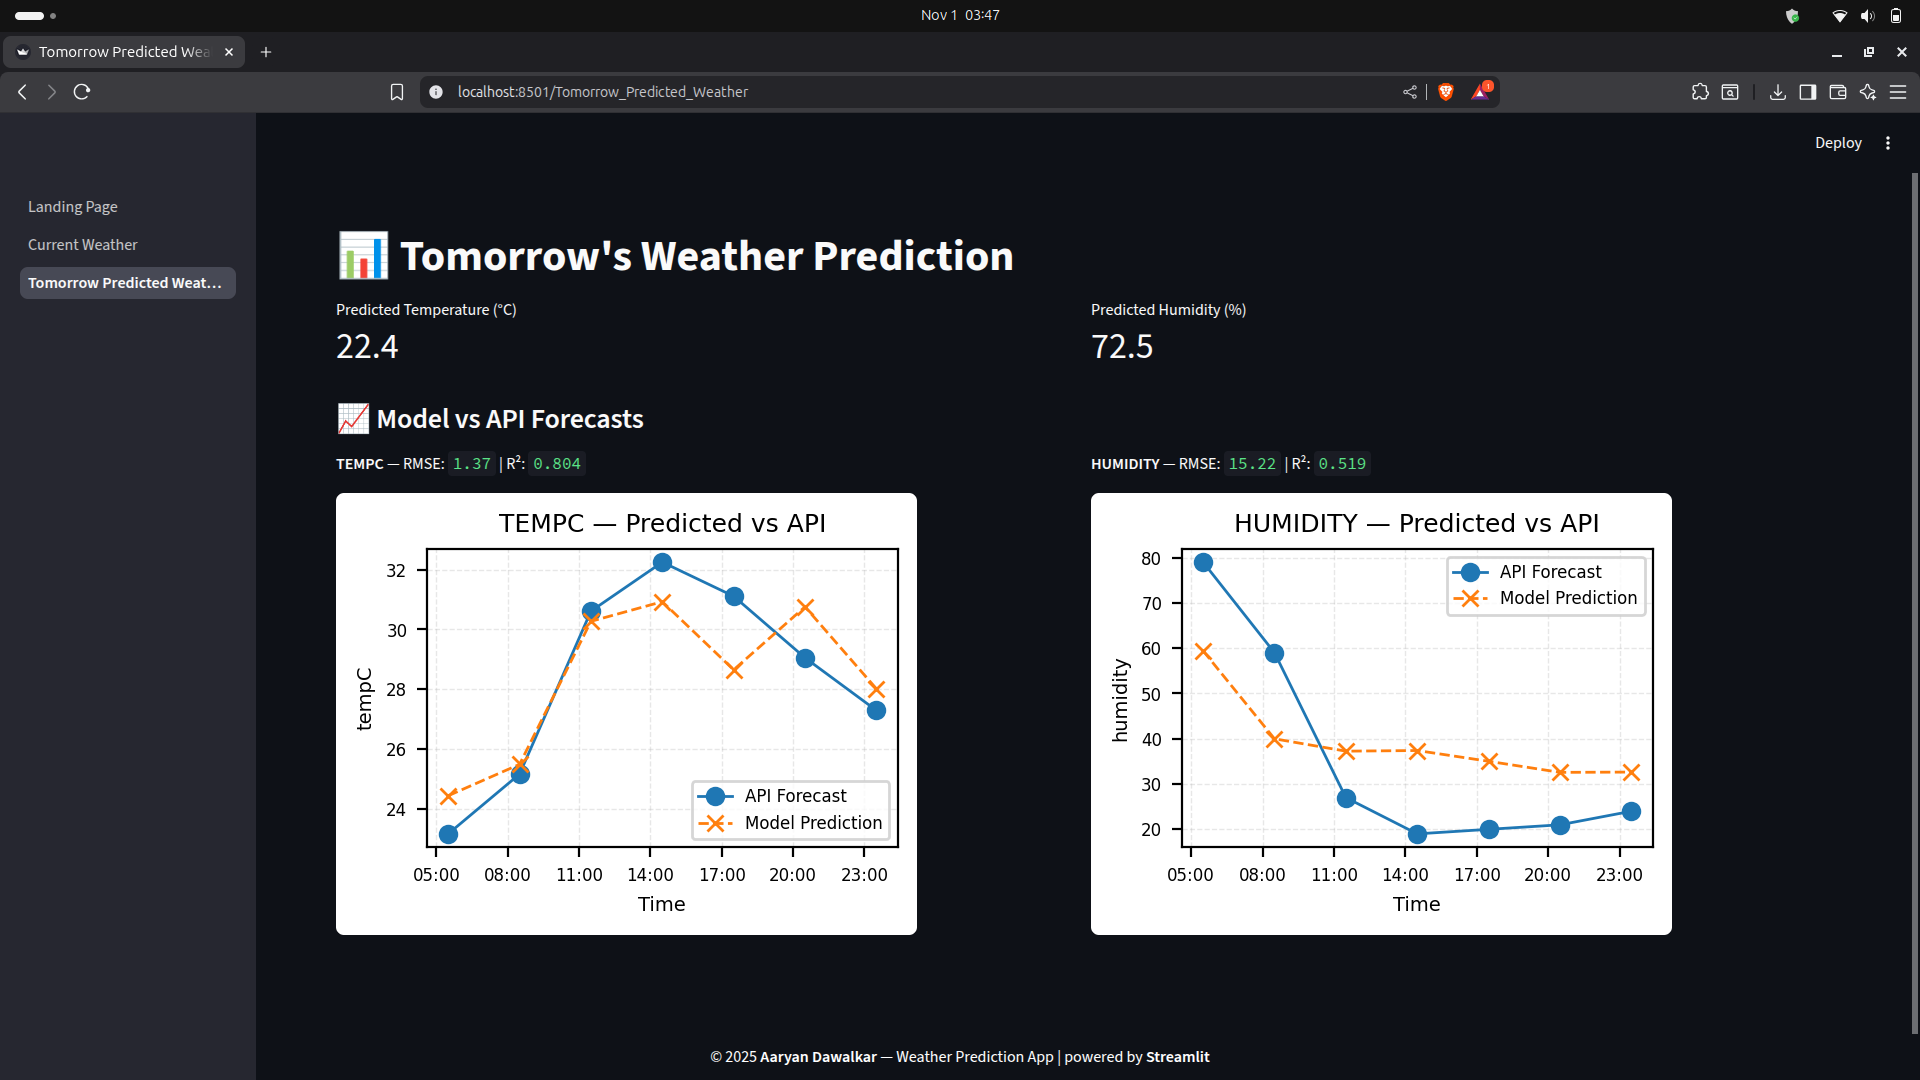 Nov 1 03:47
Tomorrow Predicted Wea
localhost:8501/Tomorrow_Predicted_Weather
1
Deploy
Landing Page
Current Weather
Tomorrow Predicted Weat...
Tomorrow's Weather Prediction
Predicted Temperature (°C)
22.4
Predicted Humidity (%)
72.5
Model vs API Forecasts
TEMPC — RMSE: 1.37 | R²: 0.804
HUMIDITY — RMSE: 15.22 | R²: 0.519
TEMPC — Predicted vs API
32
30
28
26
24
tempC
API Forecast
Model Prediction
05:00 08:00 11:00 14:00 17:00 20:00 23:00
Time
HUMIDITY — Predicted vs API
80
70
60
50
40
30
20
humidity
API Forecast
Model Prediction
05:00 08:00 11:00 14:00 17:00 20:00 23:00
Time
© 2025 Aaryan Dawalkar — Weather Prediction App | powered by Streamlit